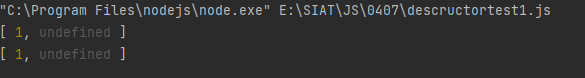 "C:\Program Files\nodejs\node.exe" E:\SIAT\JS\0407\descructortest1.js
[ 1, undefined ]
[ 1, undefined ]